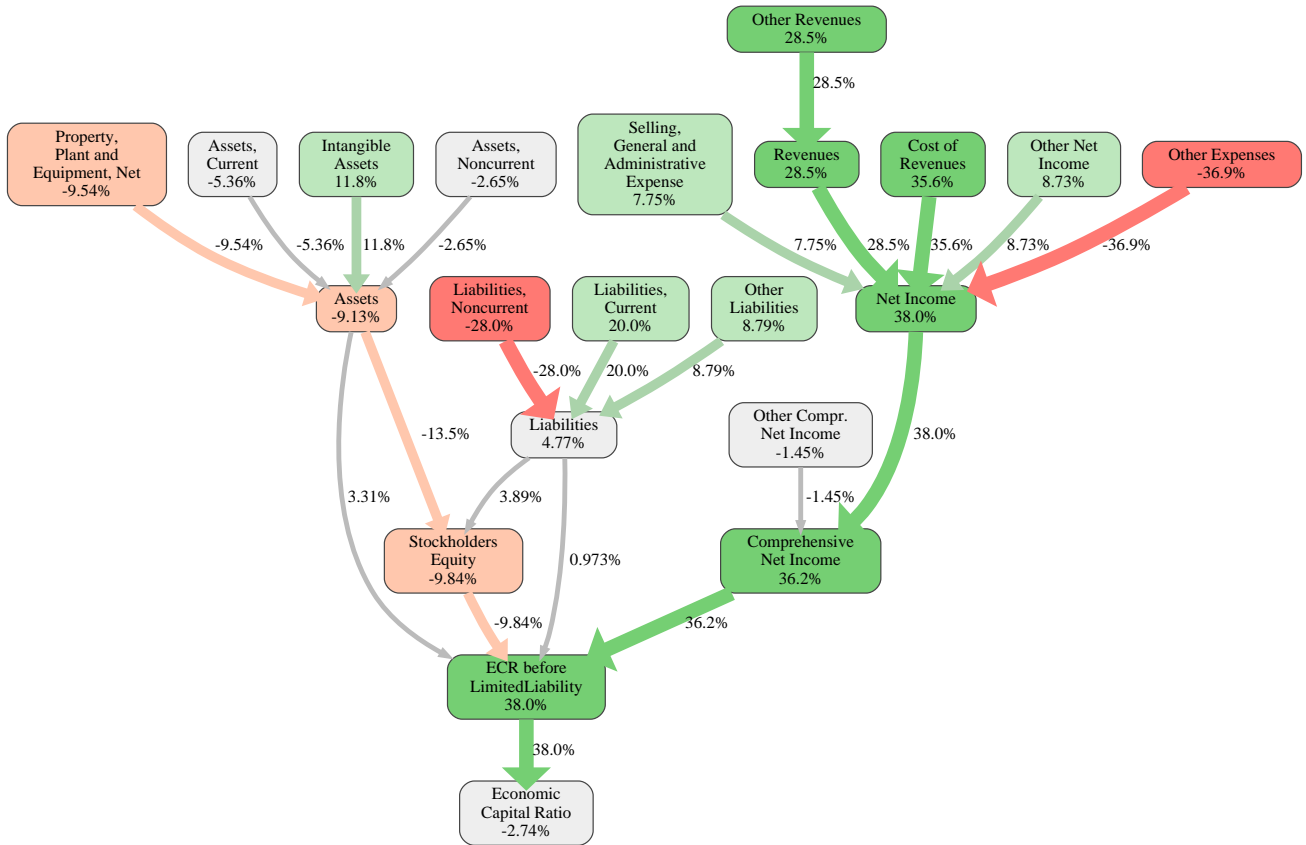 Other Revenues
28.5%
28.5%
Property,
Plant and
Equipment, Net
-9.54%
Assets,
Current
-5.36%
Intangible
Assets
11.8%
Assets,
Noncurrent
-2.65%
Selling,
General and
Administrative
Expense
7.75%
Revenues
28.5%
Cost of
Revenues
35.6%
Other Net
Income
8.73%
Other Expenses
-36.9%
-9.54%
-5.36%
11.8%
-2.65%
7.75%
28.5%
35.6%
8.73%
-36.9%
Assets
-9.13%
Liabilities,
Noncurrent
-28.0%
Liabilities,
Current
20.0%
Other
Liabilities
8.79%
Net Income
38.0%
-28.0%
20.0%
8.79%
-13.5%
Liabilities
4.77%
Other Compr.
Net Income
-1.45%
38.0%
3.31%
3.89%
-1.45%
Stockholders
Equity
-9.84%
0.973%
Comprehensive
Net Income
36.2%
-9.84%
36.2%
ECR before
LimitedLiability
38.0%
38.0%
Economic
Capital Ratio
-2.74%